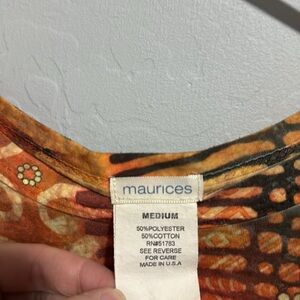 maurices
MEDIUM
50%POLYESTER
50%COTTON
RN#51783
SEE REVERSE
FOR CARE
MADE IN U.S.A